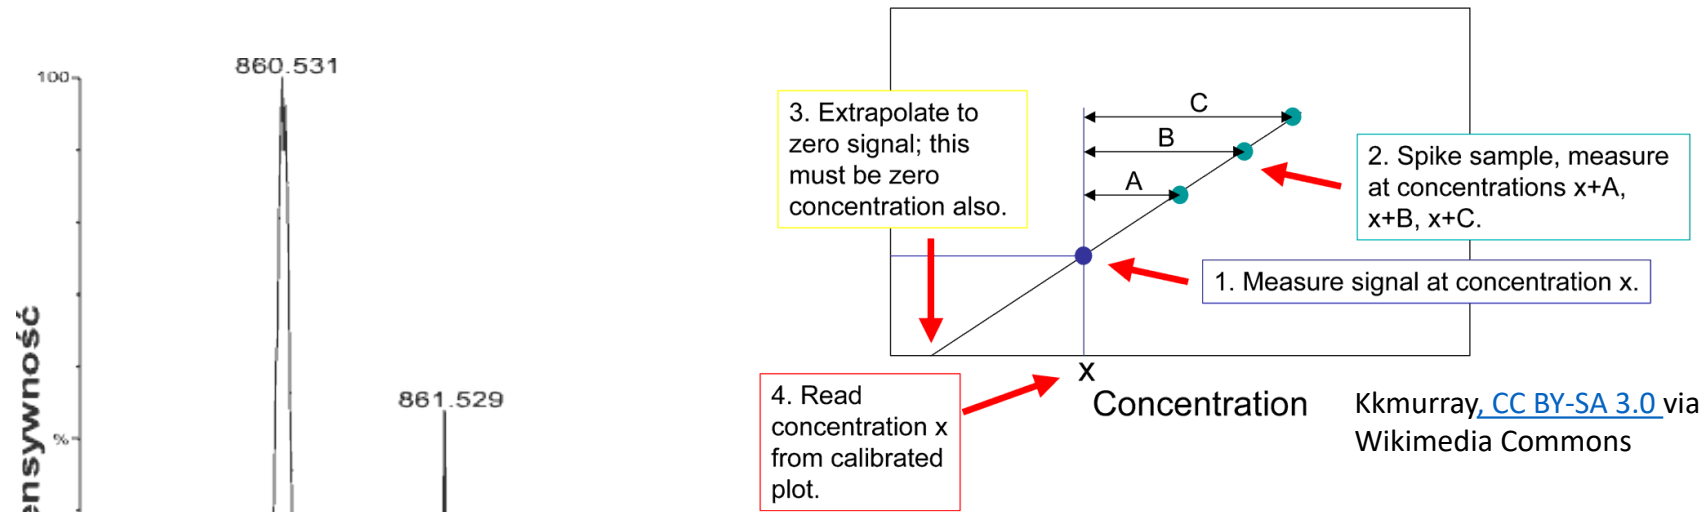 860.531
100
861.529
%
ensywność
3. Extrapolate to
zero signal; this
must be zero
concentration also.
C
B
A
2. Spike sample, measure
at concentrations x+A,
x+B, x+C.
1. Measure signal at concentration x.
x
4. Read
concentration x
from calibrated
plot.
Concentration
Kkmurray, CC BY-SA 3.0 via
Wikimedia Commons